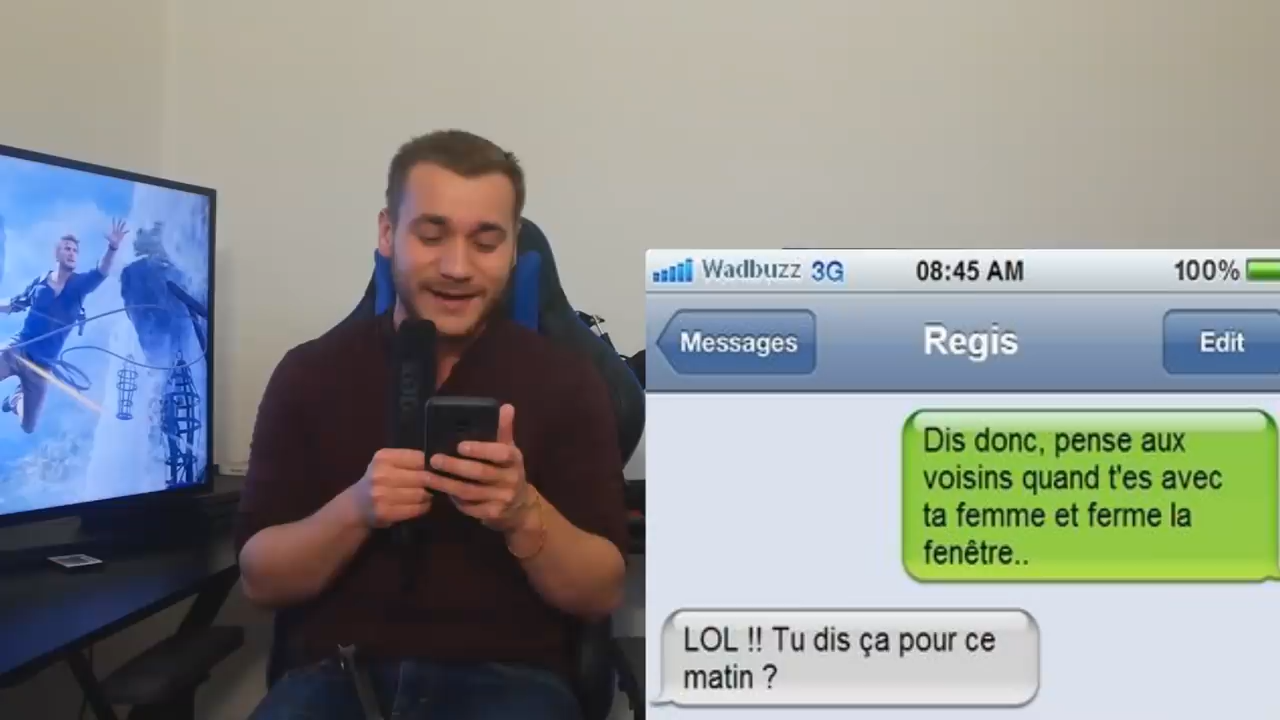 Wadbuzz 3G 08:45 AM 100%
Messages Regis Edit
Dis donc, pense aux
voisins quand t'es avec
ta femme et ferme la
fenêtre..
LOL !! Tu dis ça pour ce
matin ?